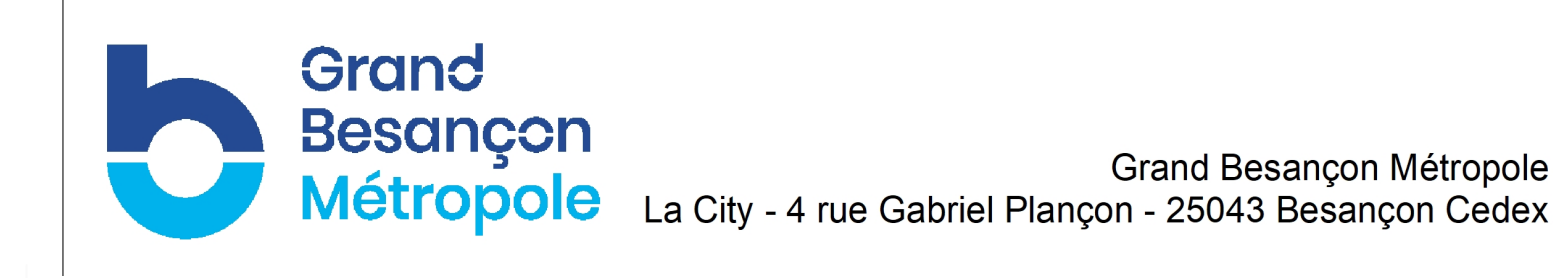 Grand
Besançon
Métropole
Grand Besançon Métropole
La City - 4 rue Gabriel Plançon - 25043 Besançon Cedex